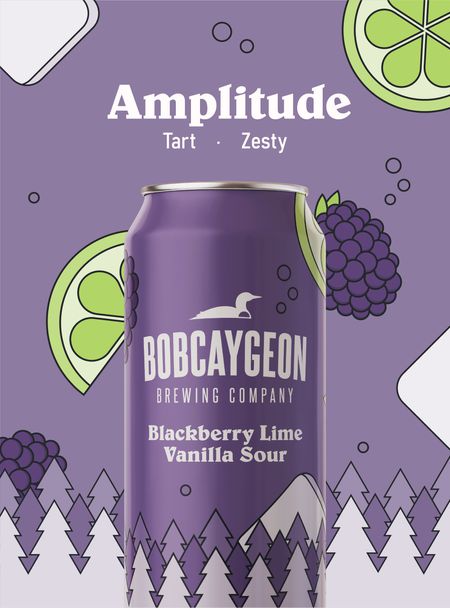 Amplitude
Tart · Zesty
BOBCAYGEON
BREWING COMPANY
Blackberry Lime
Vanilla Sour